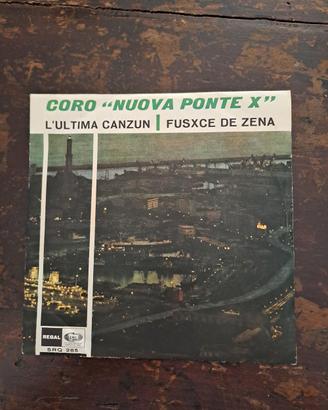 CORO "NUOVA PONTE X"
L'ULTIMA CANZUN | FUSXCE DE ZENA
REGAL
SRQ 285